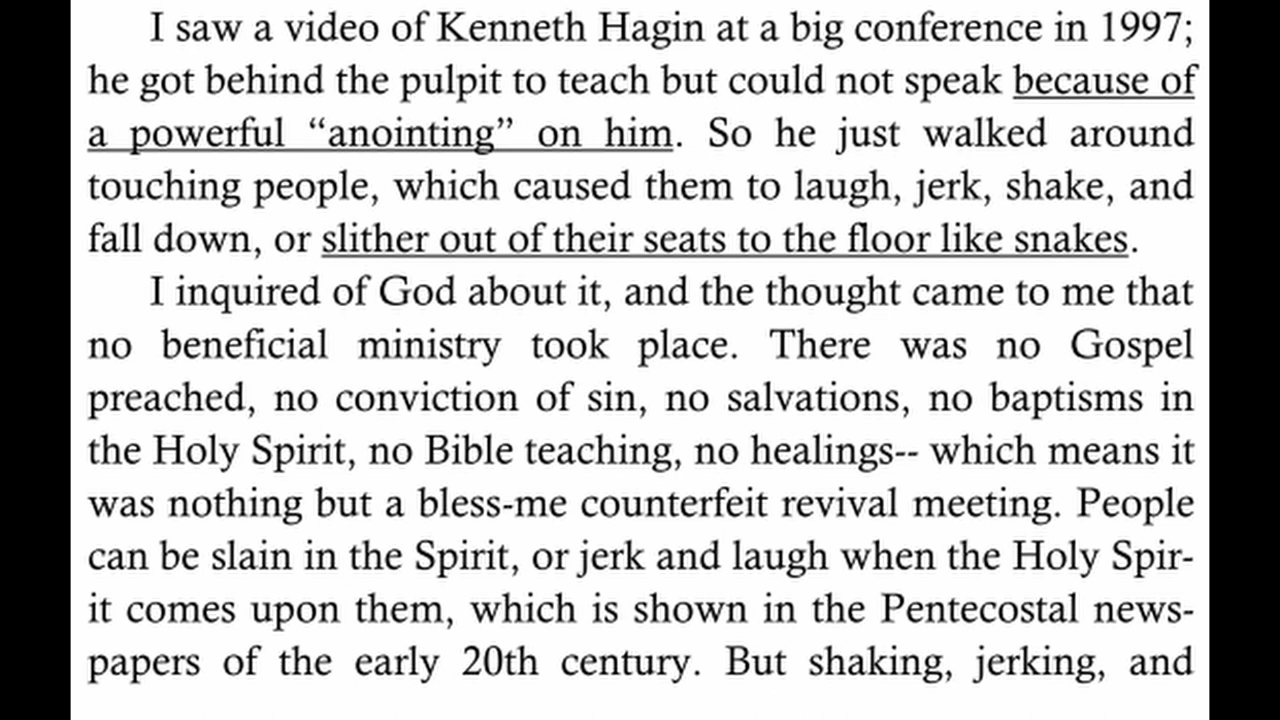 I saw a video of Kenneth Hagin at a big conference in 1997;
he got behind the pulpit to teach but could not speak because of
a powerful “anointing” on him. So he just walked around
touching people, which caused them to laugh, jerk, shake, and
fall down, or slither out of their seats to the floor like snakes.
I inquired of God about it, and the thought came to me that
no beneficial ministry took place. There was no Gospel
preached, no conviction of sin, no salvations, no baptisms in
the Holy Spirit, no Bible teaching, no healings-- which means it
was nothing but a bless-me counterfeit revival meeting. People
can be slain in the Spirit, or jerk and laugh when the Holy Spir-
it comes upon them, which is shown in the Pentecostal news-
papers of the early 20th century. But shaking, jerking, and